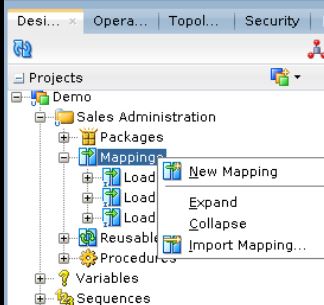 Desi...
Opera...
Topol...
Security
Projects
Demo
Sales Administration
Packages
Mappings
Load
Load
Load
Reusable
Procedures
Variables
Sequences
New Mapping
Expand
Collapse
Import Mapping...